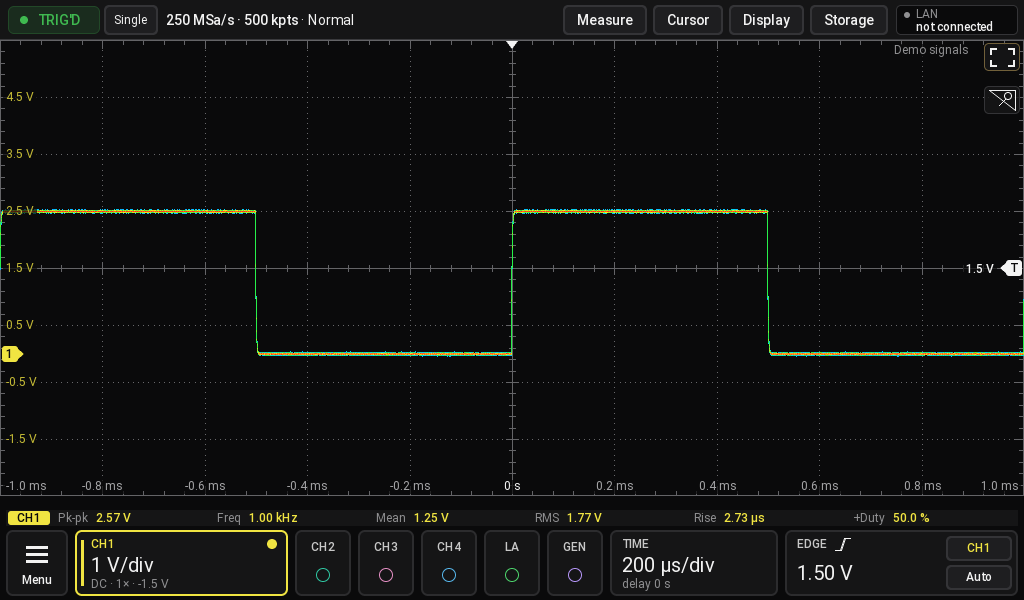 TRIG'D Single 250 MSa/s · 500 kpts · Normal Measure Cursor Display Storage LAN not connected
Demo signals
4.5 V
3.5 V
2.5 V
1.5 V 1.5 V T
0.5 V
1
-0.5 V
-1.5 V
-1.0 ms -0.8 ms -0.6 ms -0.4 ms -0.2 ms 0 s 0.2 ms 0.4 ms 0.6 ms 0.8 ms 1.0 ms
CH1 Pk-pk 2.57 V Freq 1.00 kHz Mean 1.25 V RMS 1.77 V Rise 2.73 µs +Duty 50.0 %
Menu
CH1
1 V/div
DC · 1× · -1.5 V
CH2 CH3 CH4 LA GEN
TIME
200 µs/div
delay 0 s
EDGE
1.50 V
CH1
Auto